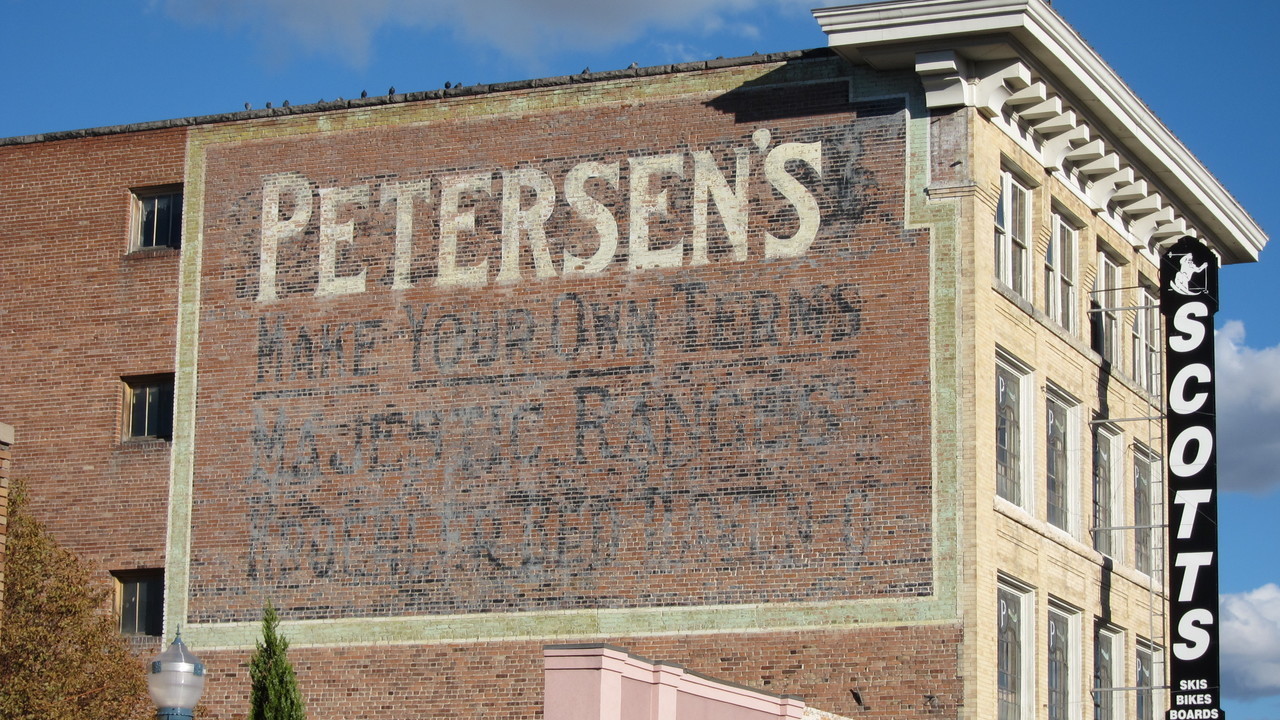 PETERSEN'S
MAKE YOUR OWN TERMS
MAJESTIC RANGES
SCOTTS
SKIS
BIKES
BOARDS
P
P
P
P